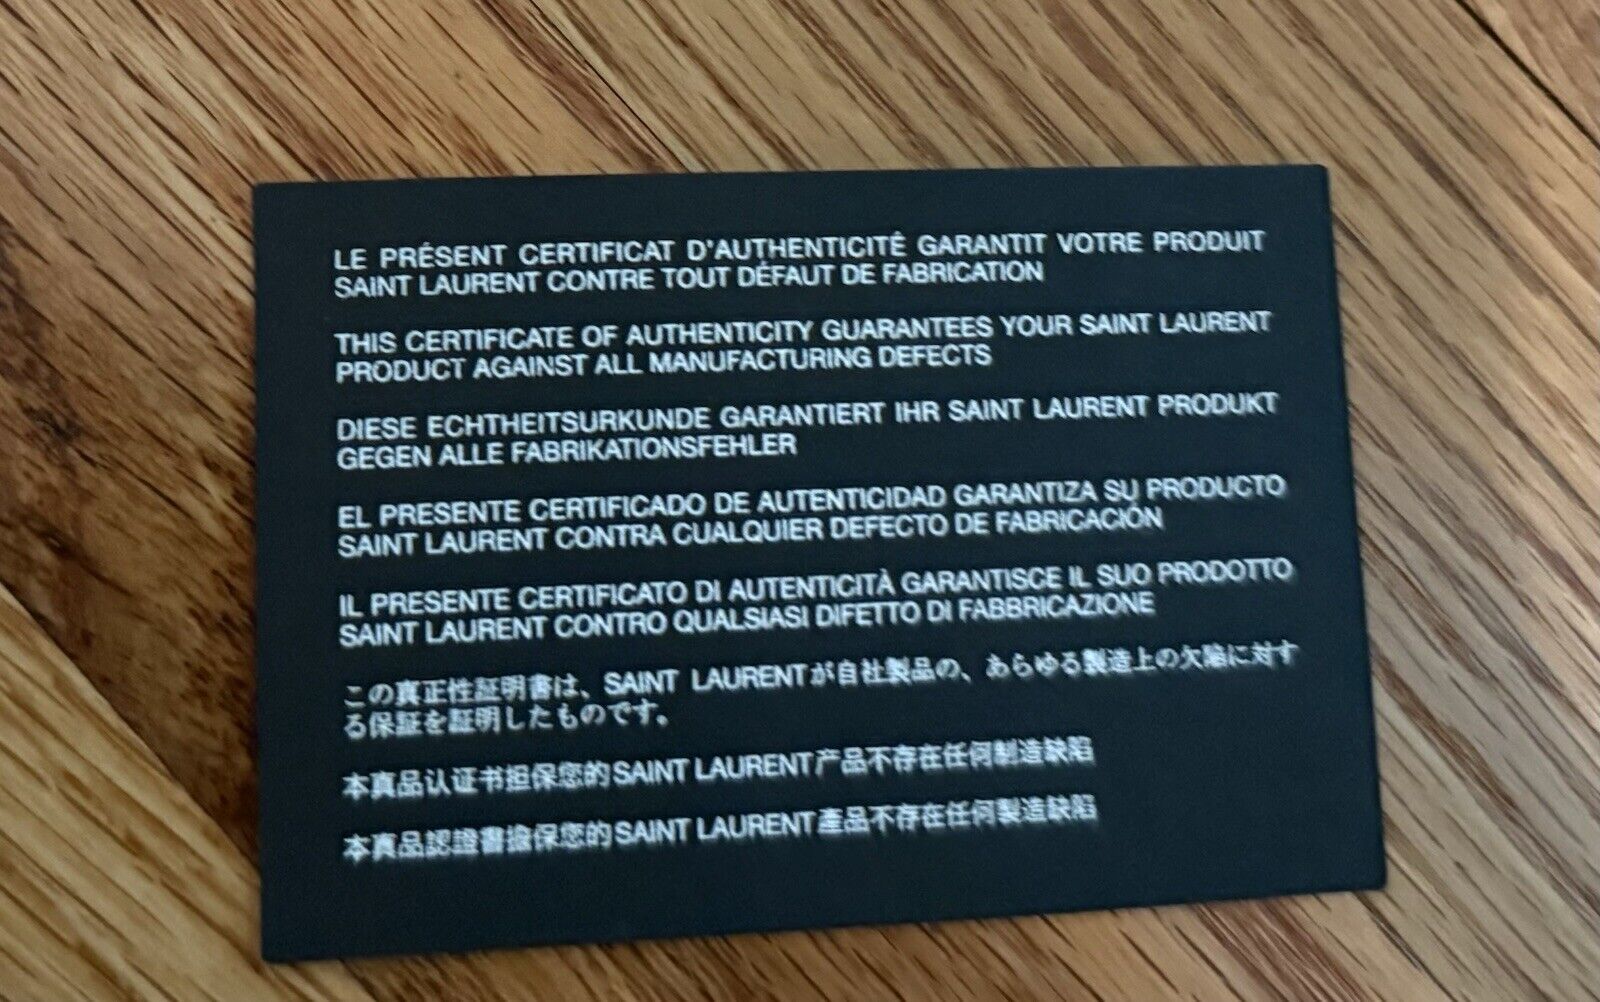 LE PRÉSENT CERTIFICAT D'AUTHENTICITÉ GARANTIT VOTRE PRODUIT
SAINT LAURENT CONTRE TOUT DÉFAUT DE FABRICATION
THIS CERTIFICATE OF AUTHENTICITY GUARANTEES YOUR SAINT LAURENT
PRODUCT AGAINST ALL MANUFACTURING DEFECTS
DIESE ECHTHEITSURKUNDE GARANTIERT IHR SAINT LAURENT PRODUKT
GEGEN ALLE FABRIKATIONSFEHLER
EL PRESENTE CERTIFICADO DE AUTENTICIDAD GARANTIZA SU PRODUCTO
SAINT LAURENT CONTRA CUALQUIER DEFECTO DE FABRICACIÓN
IL PRESENTE CERTIFICATO DI AUTENTICITÀ GARANTISCE IL SUO PRODOTTO
SAINT LAURENT CONTRO QUALSIASI DIFETTO DI FABBRICAZIONE
この真正性証明書は、SAINT LAURENTが自社製品の、あらゆる製造上の欠陥に対す
る保証を証明したものです。
本真品认证书担保您的SAINT LAURENT产品不存在任何制造缺陷
本真品認證書擔保您的SAINT LAURENT產品不存在任何製造缺陷